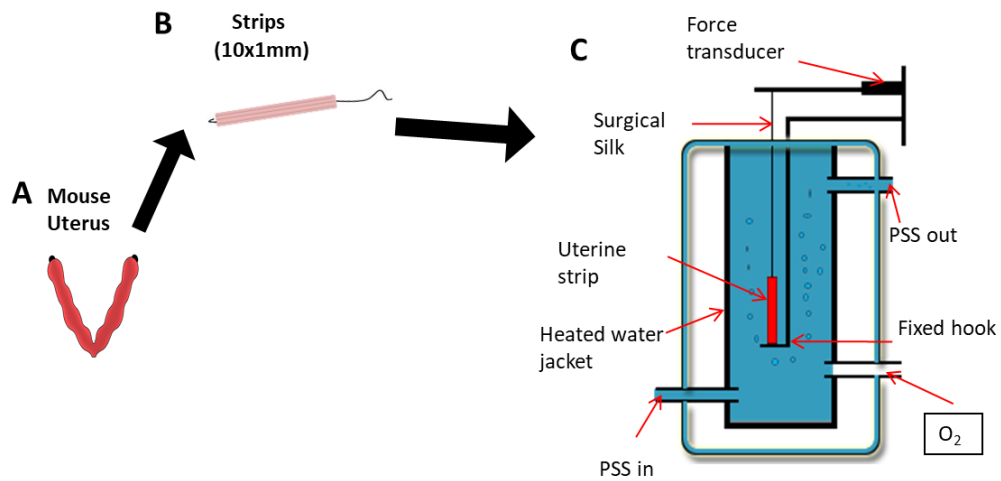 A
Mouse
Uterus
B
Strips
(10x1mm)
C
Force
transducer
Surgical
Silk
PSS out
Uterine
strip
Fixed hook
Heated water
jacket
O2
PSS in